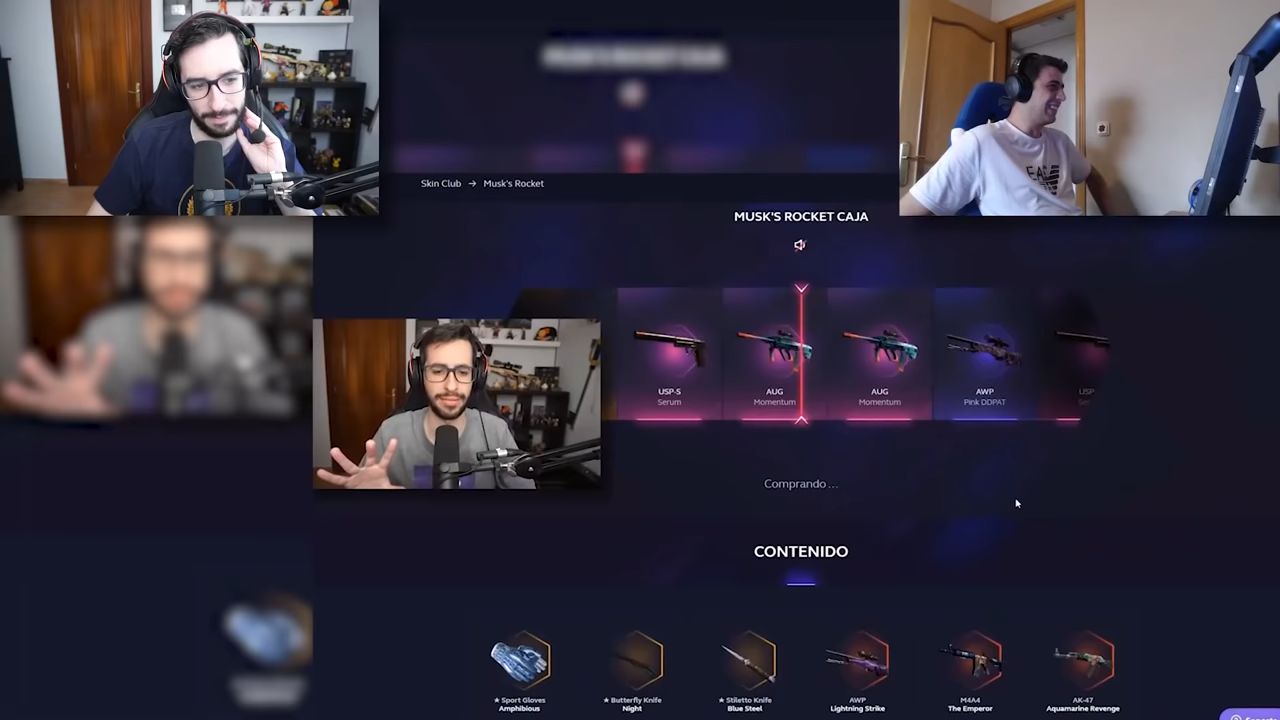 Skin Club → Musk's Rocket
MUSK'S ROCKET CAJA
USP-S
Serum
AUG
Momentum
AUG
Momentum
AWP
Pink DDPAT
USP
Comprando ...
CONTENIDO
★ Sport Gloves
Amphibious
★ Butterfly Knife
Night
★ Stiletto Knife
Blue Steel
AWP
Lightning Strike
M4A4
The Emperor
AK-47
Aquamarine Revenge